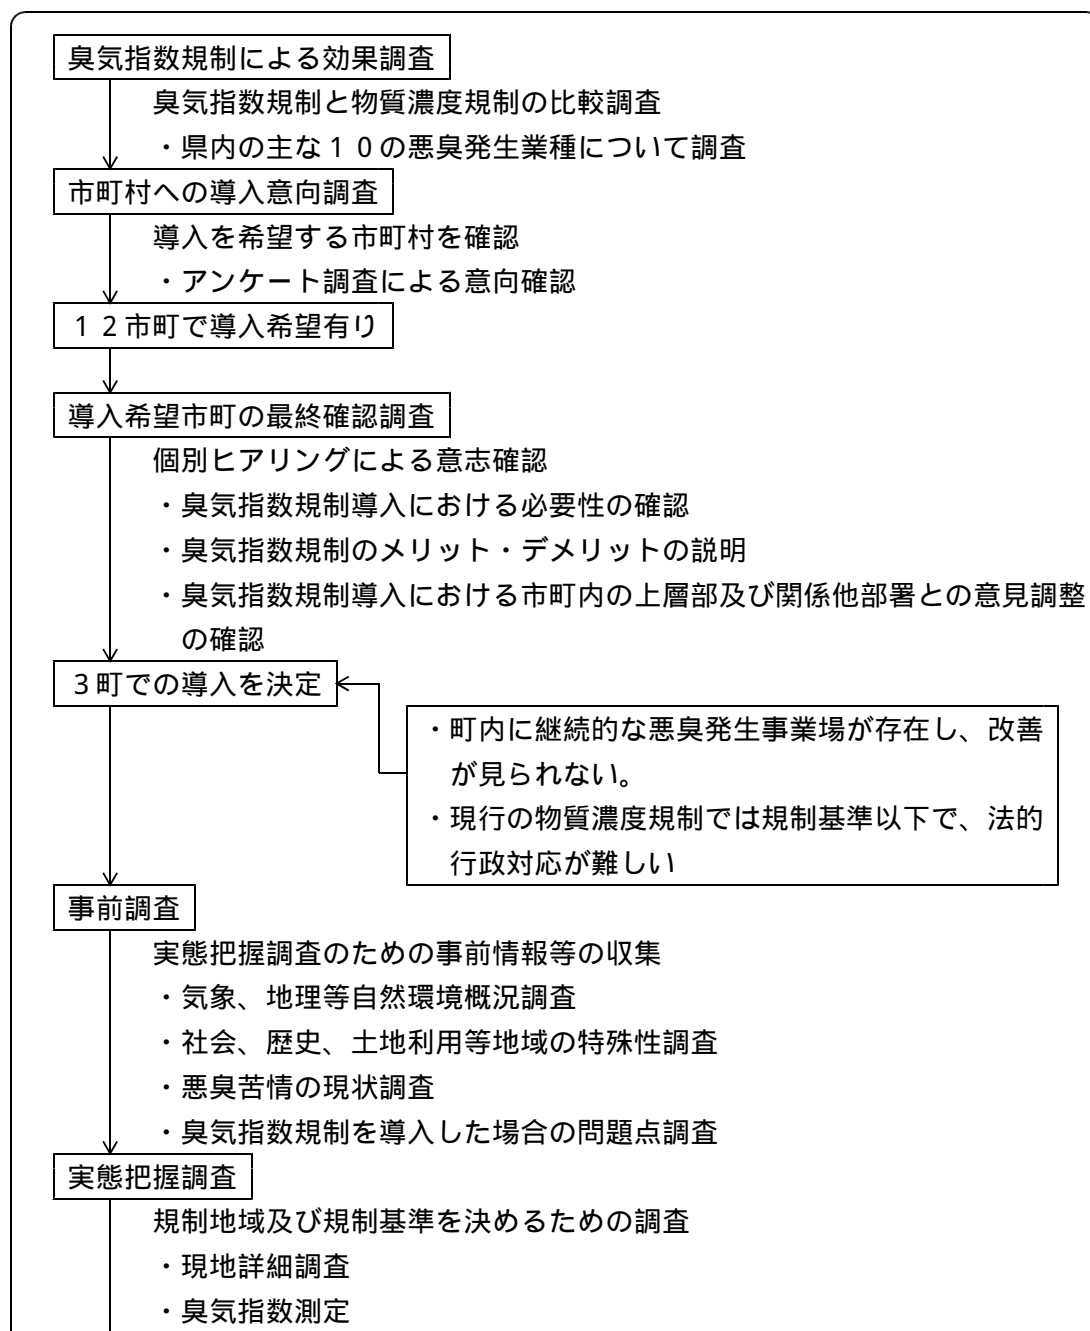 臭気指数規制による効果調査
臭気指数規制と物質濃度規制の比較調査
・県内の主な１０の悪臭発生業種について調査
市町村への導入意向調査
導入を希望する市町村を確認
・アンケート調査による意向確認
１２市町で導入希望有り
導入希望市町の最終確認調査
個別ヒアリングによる意志確認
・臭気指数規制導入における必要性の確認
・臭気指数規制のメリット・デメリットの説明
・臭気指数規制導入における市町内の上層部及び関係他部署との意見調整
の確認
３町での導入を決定
・町内に継続的な悪臭発生事業場が存在し、改善
が見られない。
・現行の物質濃度規制では規制基準以下で、法的
行政対応が難しい
事前調査
実態把握調査のための事前情報等の収集
・気象、地理等自然環境概況調査
・社会、歴史、土地利用等地域の特殊性調査
・悪臭苦情の現状調査
・臭気指数規制を導入した場合の問題点調査
実態把握調査
規制地域及び規制基準を決めるための調査
・現地詳細調査
・臭気指数測定